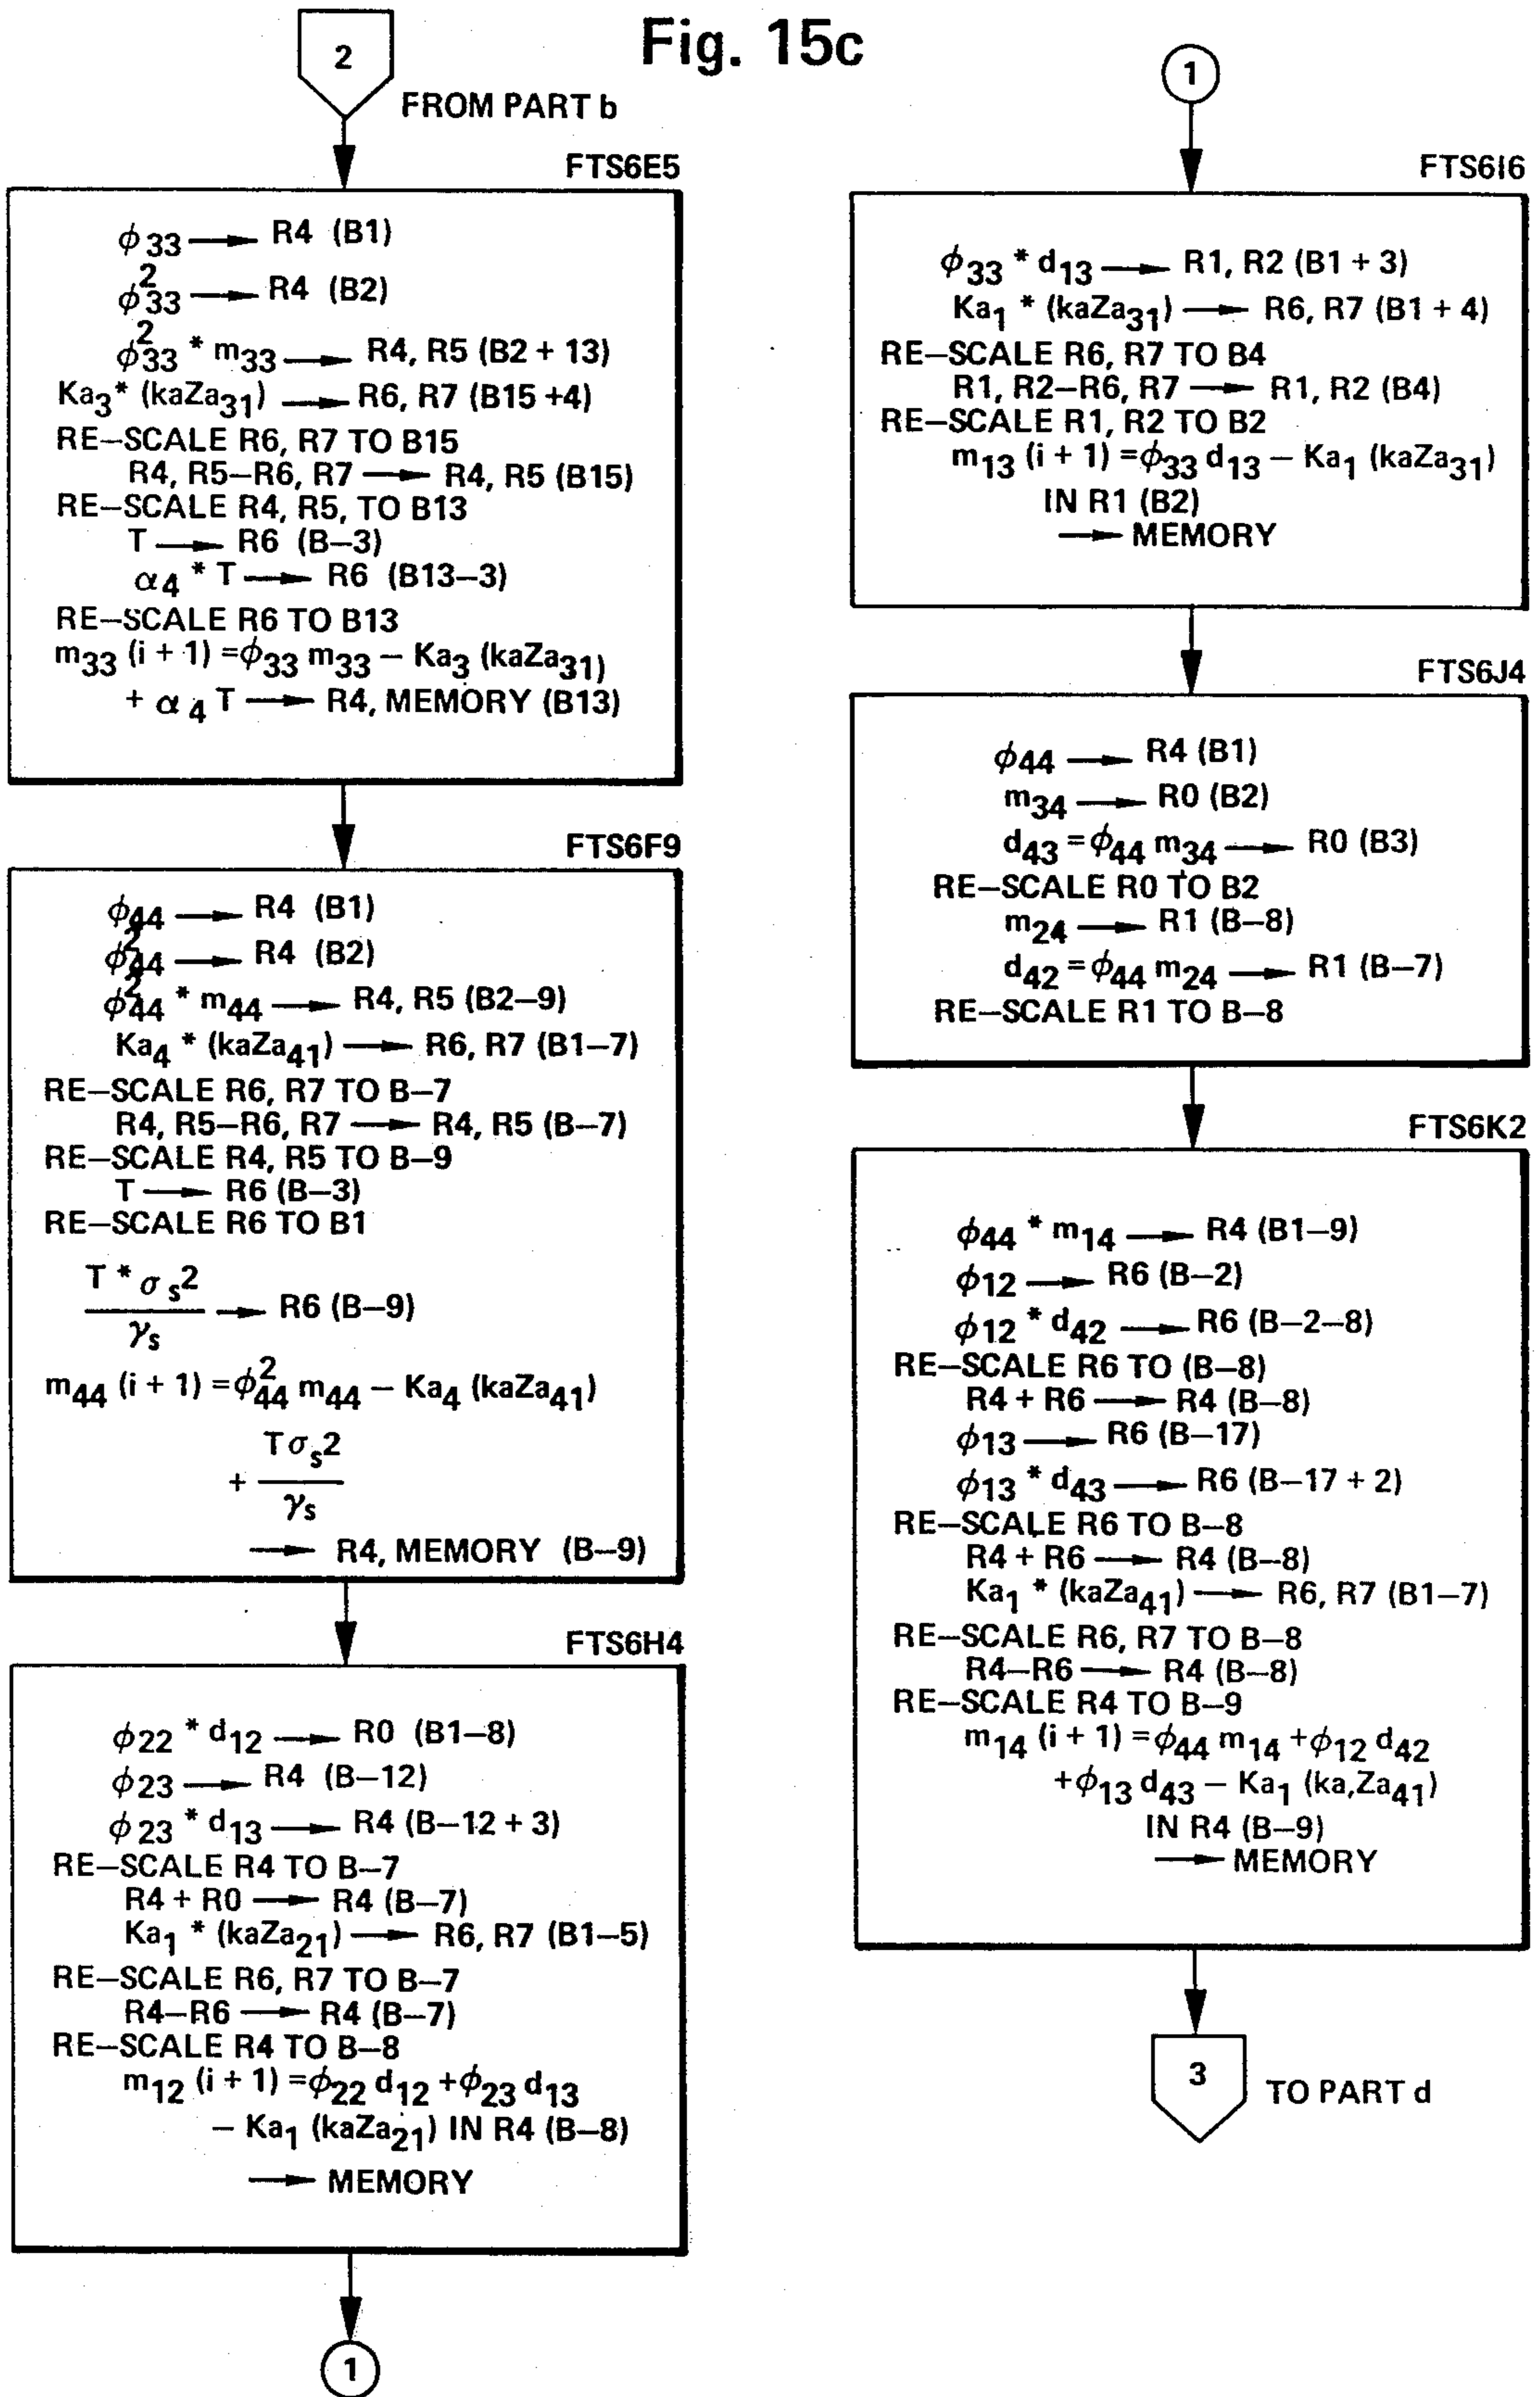 Fig. 15c
2
FROM PART b
FTS6E5
ϕ33 → R4 (B1)
ϕ²33 → R4 (B2)
ϕ²33 * m33 → R4, R5 (B2 + 13)
Ka3* (kaZa31) → R6, R7 (B15 +4)
RE–SCALE R6, R7 TO B15
R4, R5–R6, R7 → R4, R5 (B15)
RE–SCALE R4, R5, TO B13
T → R6 (B–3)
α4 * T → R6 (B13–3)
RE–SCALE R6 TO B13
m33 (i + 1) =ϕ33 m33 – Ka3 (kaZa31)
+ α4 T → R4, MEMORY (B13)
FTS6F9
ϕ44 → R4 (B1)
ϕ²44 → R4 (B2)
ϕ²44 * m44 → R4, R5 (B2–9)
Ka4 * (kaZa41) → R6, R7 (B1–7)
RE–SCALE R6, R7 TO B–7
R4, R5–R6, R7 → R4, R5 (B–7)
RE–SCALE R4, R5 TO B–9
T → R6 (B–3)
RE–SCALE R6 TO B1
T * σs2
→ R6 (B–9)
γs
m44 (i + 1) =ϕ²44 m44 – Ka4 (kaZa41)
Tσs2
+
γs
→ R4, MEMORY (B–9)
FTS6H4
ϕ22 * d12 → R0 (B1–8)
ϕ23 → R4 (B–12)
ϕ23 * d13 → R4 (B–12 + 3)
RE–SCALE R4 TO B–7
R4 + R0 → R4 (B–7)
Ka1 * (kaZa21) → R6, R7 (B1–5)
RE–SCALE R6, R7 TO B–7
R4–R6 → R4 (B–7)
RE–SCALE R4 TO B–8
m12 (i + 1) =ϕ22 d12 +ϕ23 d13
– Ka1 (kaZa21) IN R4 (B–8)
→ MEMORY
1
1
FTS6I6
ϕ33 * d13 → R1, R2 (B1 + 3)
Ka1 * (kaZa31) → R6, R7 (B1 + 4)
RE–SCALE R6, R7 TO B4
R1, R2–R6, R7 → R1, R2 (B4)
RE–SCALE R1, R2 TO B2
m13 (i + 1) =ϕ33 d13 – Ka1 (kaZa31)
IN R1 (B2)
→ MEMORY
FTS6J4
ϕ44 → R4 (B1)
m34 → R0 (B2)
d43 =ϕ44 m34 → R0 (B3)
RE–SCALE R0 TO B2
m24 → R1 (B–8)
d42 =ϕ44 m24 → R1 (B–7)
RE–SCALE R1 TO B–8
FTS6K2
ϕ44 * m14 → R4 (B1–9)
ϕ12 → R6 (B–2)
ϕ12 * d42 → R6 (B–2–8)
RE–SCALE R6 TO (B–8)
R4 + R6 → R4 (B–8)
ϕ13 → R6 (B–17)
ϕ13 * d43 → R6 (B–17 + 2)
RE–SCALE R6 TO B–8
R4 + R6 → R4 (B–8)
Ka1 * (kaZa41) → R6, R7 (B1–7)
RE–SCALE R6, R7 TO B–8
R4–R6 → R4 (B–8)
RE–SCALE R4 TO B–9
m14 (i + 1) =ϕ44 m14 +ϕ12 d42
+ϕ13 d43 – Ka1 (ka,Za41)
IN R4 (B–9)
→ MEMORY
3
TO PART d